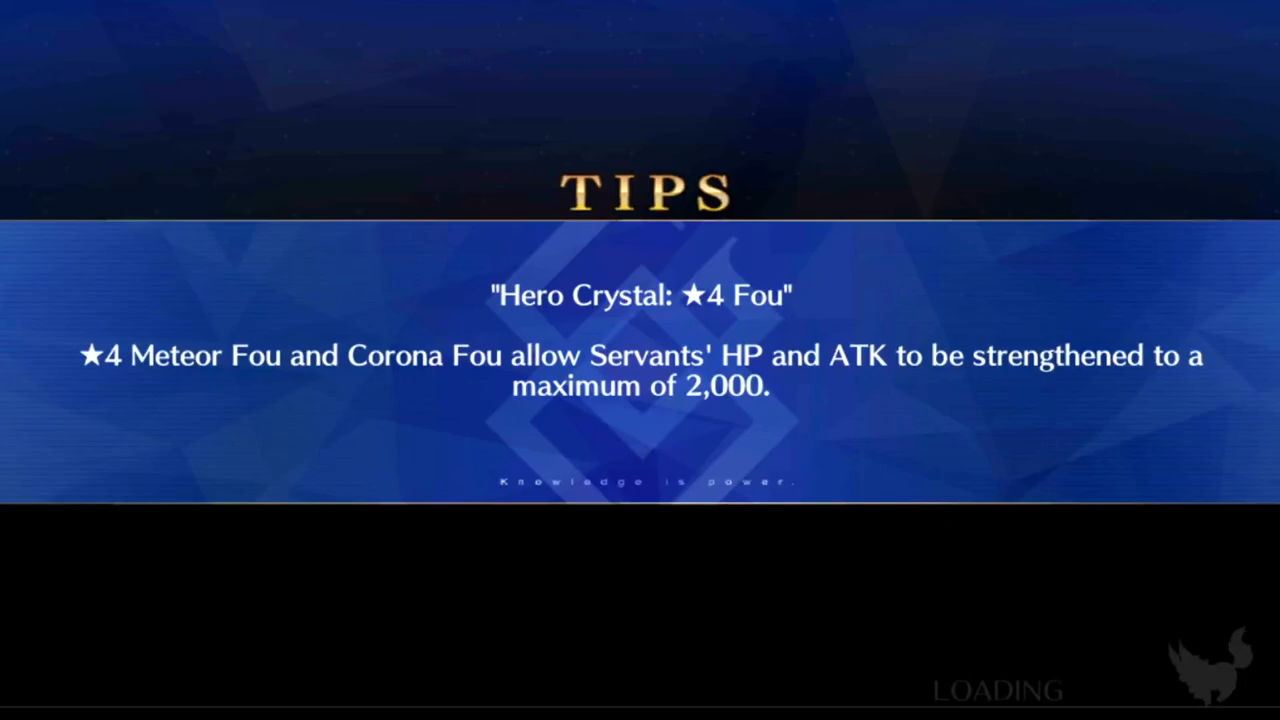 TIPS
"Hero Crystal: ★4 Fou"
★4 Meteor Fou and Corona Fou allow Servants' HP and ATK to be strengthened to a
maximum of 2,000.
Knowledge is power.
LOADING